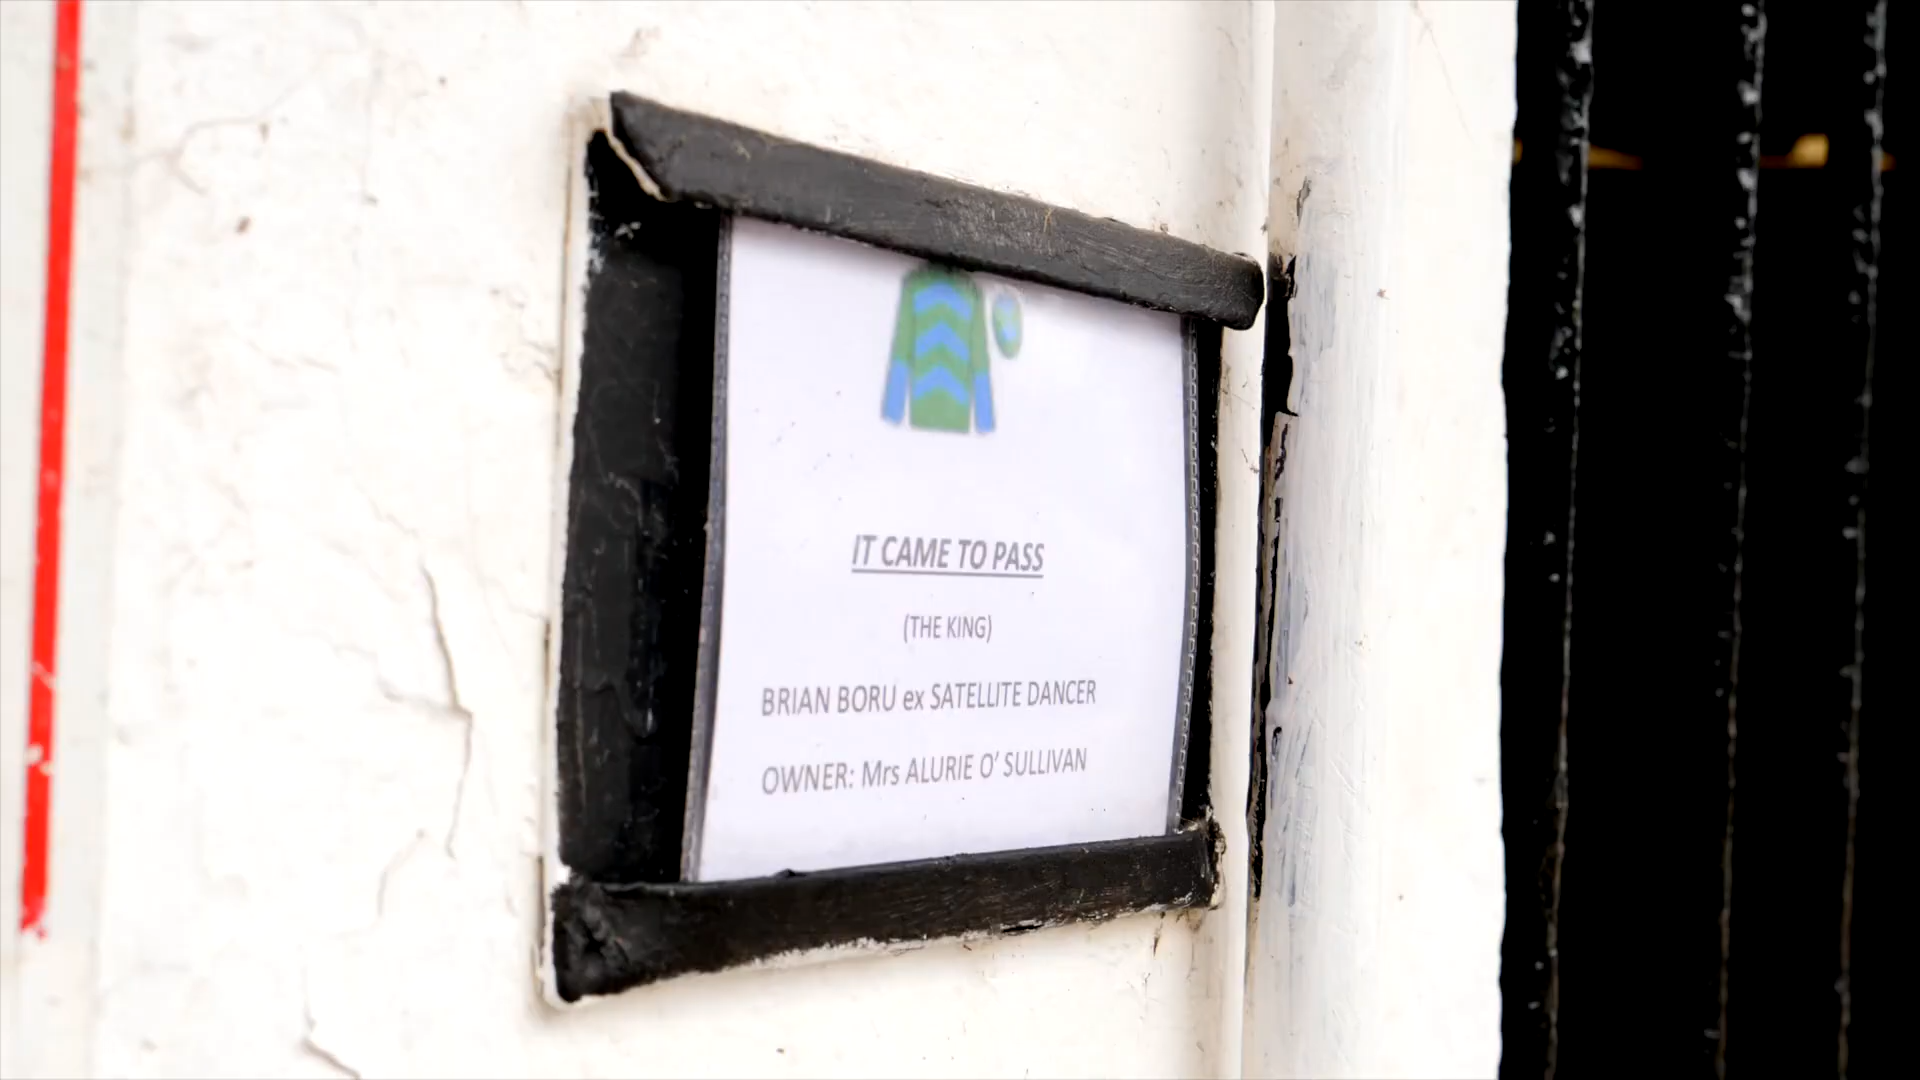 IT CAME TO PASS
(THE KING)
BRIAN BORU ex SATELLITE DANCER
OWNER: Mrs ALURIE O' SULLIVAN